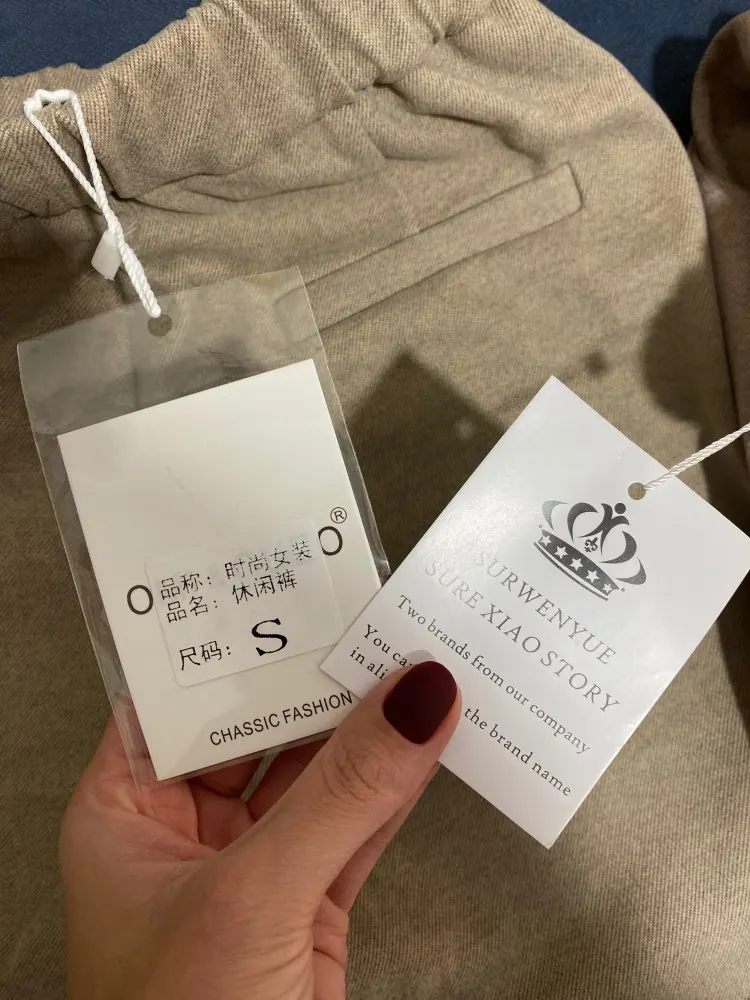 O O®
品称: 时尚女装
品名: 休闲裤
尺码: S
CHASSIC FASHION
SURWENYUE
SURE XIAO STORY
Two brands from our company
You can
in ali the brand name